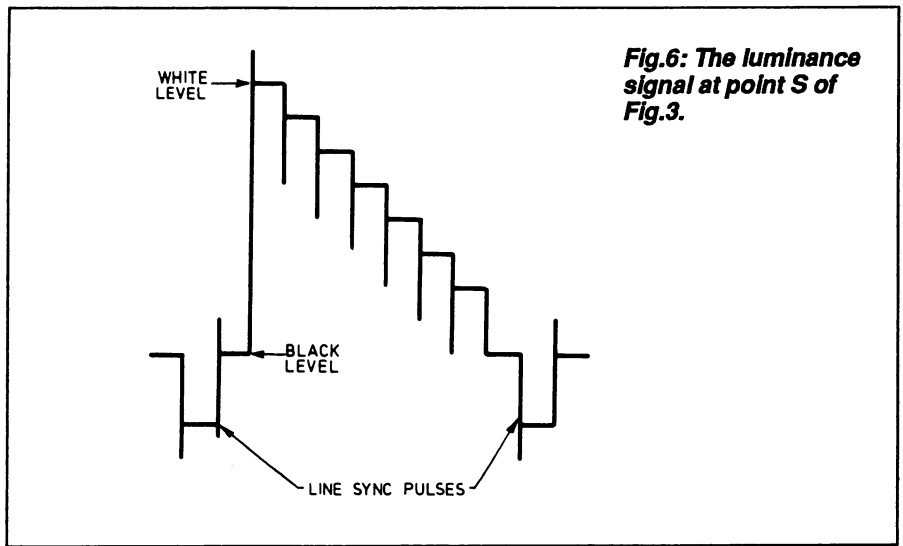 Fig.6: The luminance
signal at point S of
Fig.3.
WHITE
LEVEL
BLACK
LEVEL
LINE SYNC PULSES